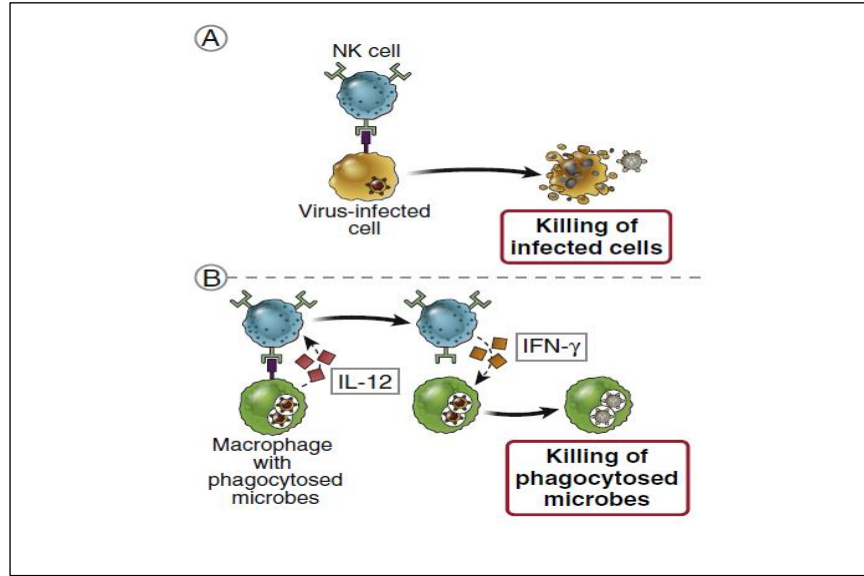 A
NK cell
Virus-infected
cell
Killing of
infected cells
B
IL-12
IFN-γ
Macrophage
with
phagocytosed
microbes
Killing of
phagocytosed
microbes